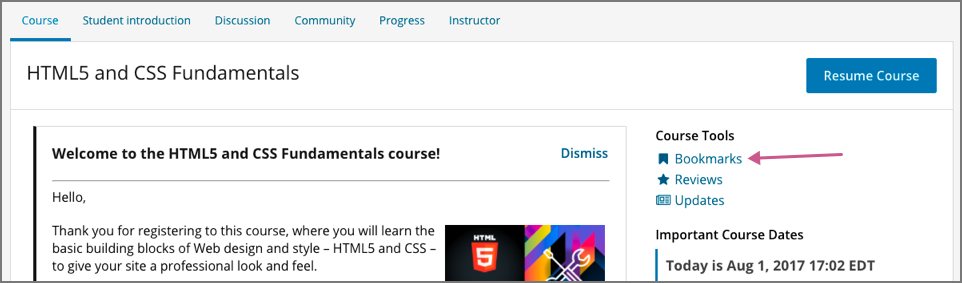 Course Student introduction Discussion Community Progress Instructor
HTML5 and CSS Fundamentals
Resume Course
Welcome to the HTML5 and CSS Fundamentals course!
Dismiss
Hello,
Thank you for registering to this course, where you will learn the
basic building blocks of Web design and style – HTML5 and CSS –
to give your site a professional look and feel.
HTML
5
Course Tools
Bookmarks
Reviews
Updates
Important Course Dates
Today is Aug 1, 2017 17:02 EDT